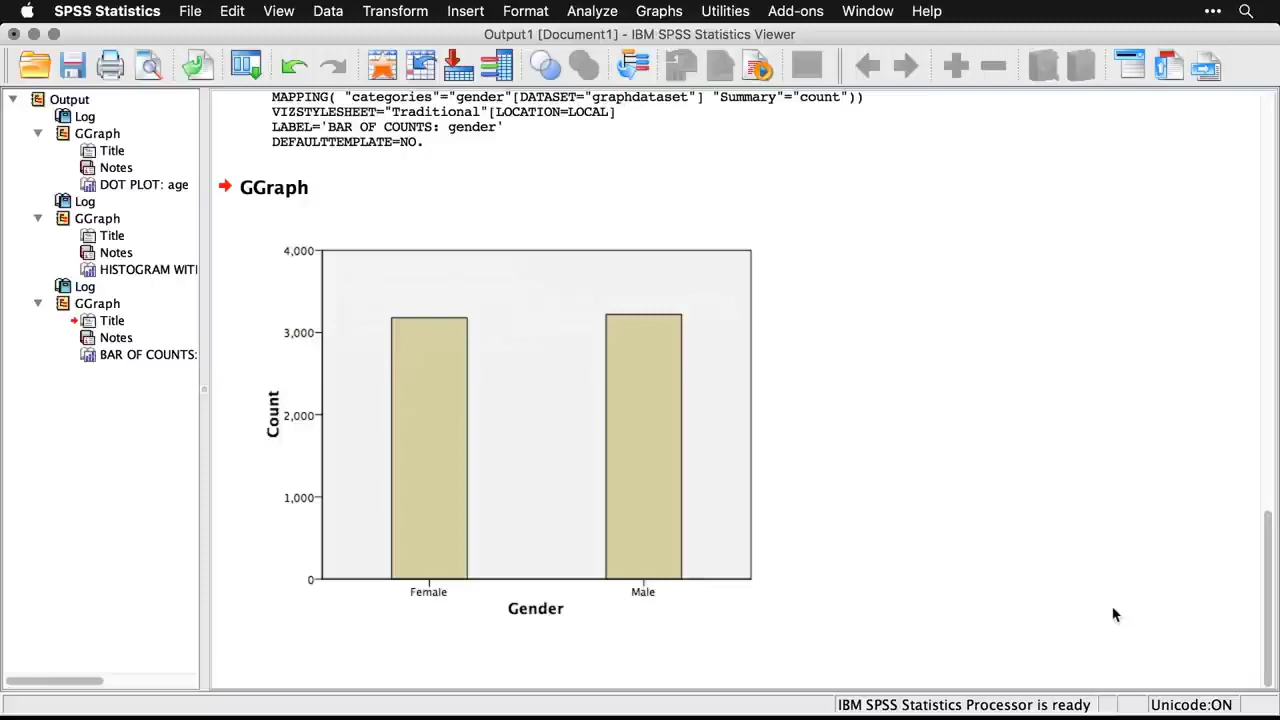 SPSS Statistics File Edit View Data Transform Insert Format Analyze Graphs Utilities Add-ons Window Help
Output1 [Document1] - IBM SPSS Statistics Viewer
Output
Log
GGraph
Title
Notes
DOT PLOT: age
Log
GGraph
Title
Notes
HISTOGRAM WIT
Log
GGraph
Title
Notes
BAR OF COUNTS:
MAPPING( "categories"="gender"[DATASET="graphdataset"] "Summary"="count"))
VIZSTYLESHEET="Traditional"[LOCATION=LOCAL]
LABEL='BAR OF COUNTS: gender'
DEFAULTTEMPLATE=NO.
GGraph
4,000
3,000
2,000
1,000
0
Count
Female Male
Gender
IBM SPSS Statistics Processor is ready Unicode:ON